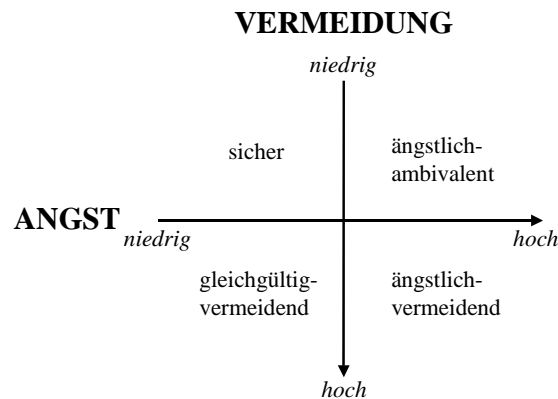 VERMEIDUNG
niedrig
sicher
ängstlich-
ambivalent
ANGST
niedrig
hoch
gleichgültig-
vermeidend
ängstlich-
vermeidend
hoch